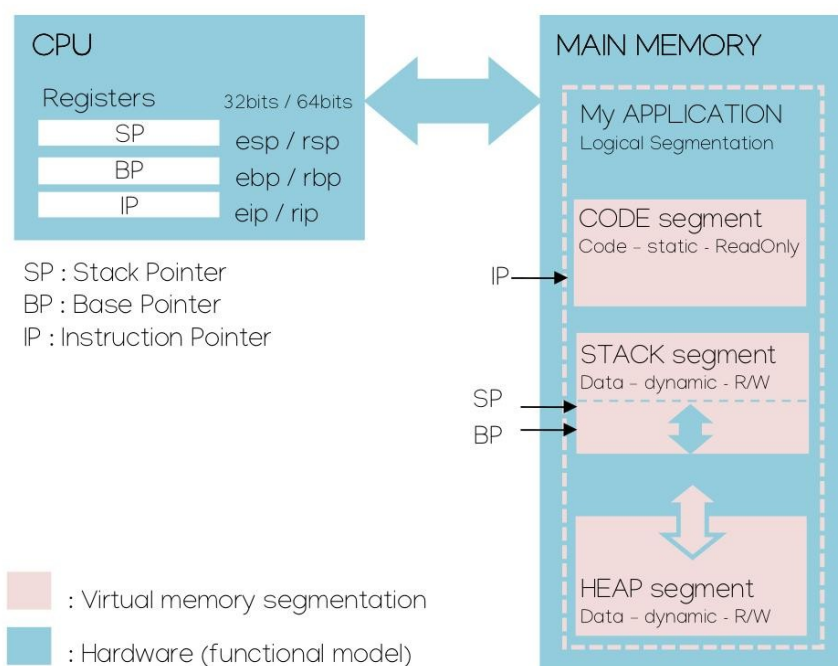 CPU
Registers 32bits / 64bits
SP esp / rsp
BP ebp / rbp
IP eip / rip
SP : Stack Pointer
BP : Base Pointer
IP : Instruction Pointer
MAIN MEMORY
My APPLICATION
Logical Segmentation
CODE segment
Code - static - ReadOnly
IP
STACK segment
Data - dynamic - R/W
SP
BP
HEAP segment
Data - dynamic - R/W
: Virtual memory segmentation
: Hardware (functional model)